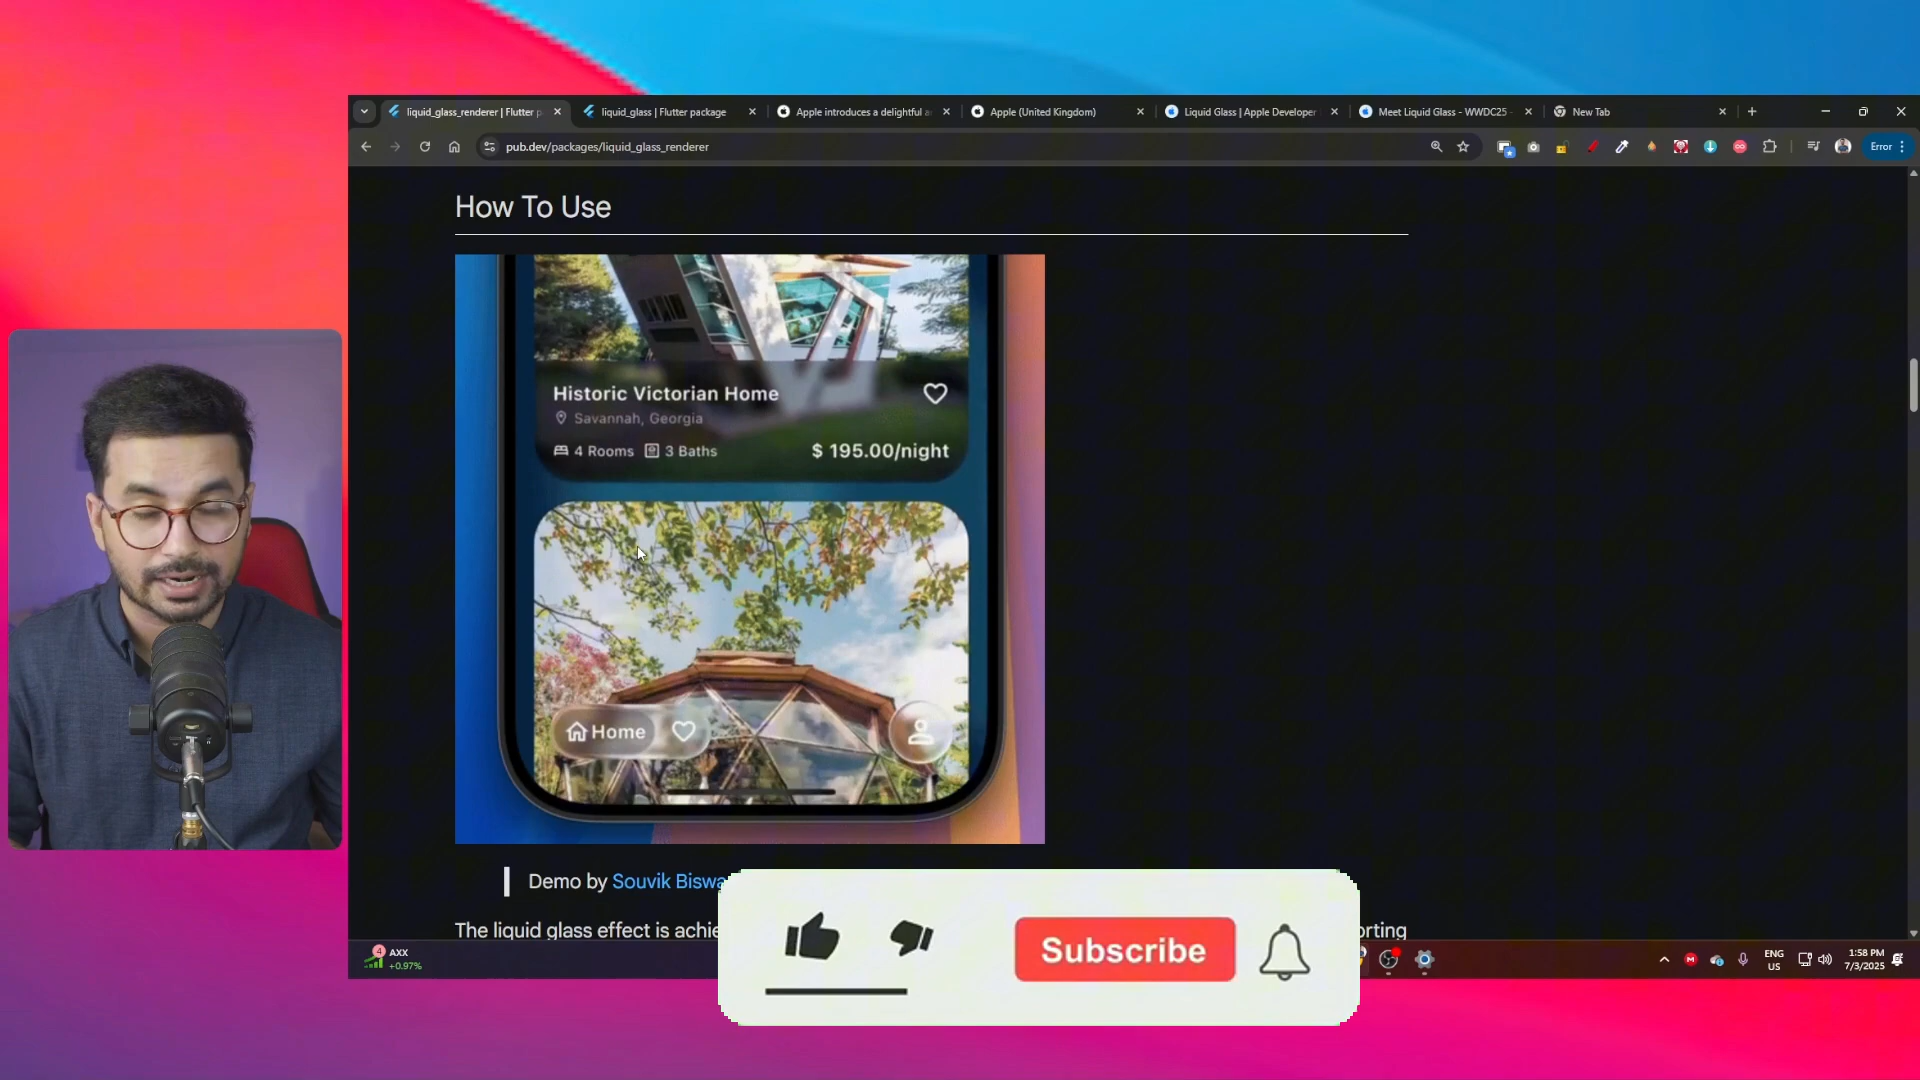 liquid_glass_renderer | Flutter p
liquid_glass | Flutter package
Apple introduces a delightful a
Apple (United Kingdom)
Liquid Glass | Apple Developer
Meet Liquid Glass - WWDC25 -
New Tab
pub.dev/packages/liquid_glass_renderer
Error
How To Use
Historic Victorian Home
Savannah, Georgia
4 Rooms 3 Baths $ 195.00/night
Home
Demo by Souvik Biswa
The liquid glass effect is achie
orting
Subscribe
4
AXX
+0.97%
ENG
US
1:58 PM
7/3/2025